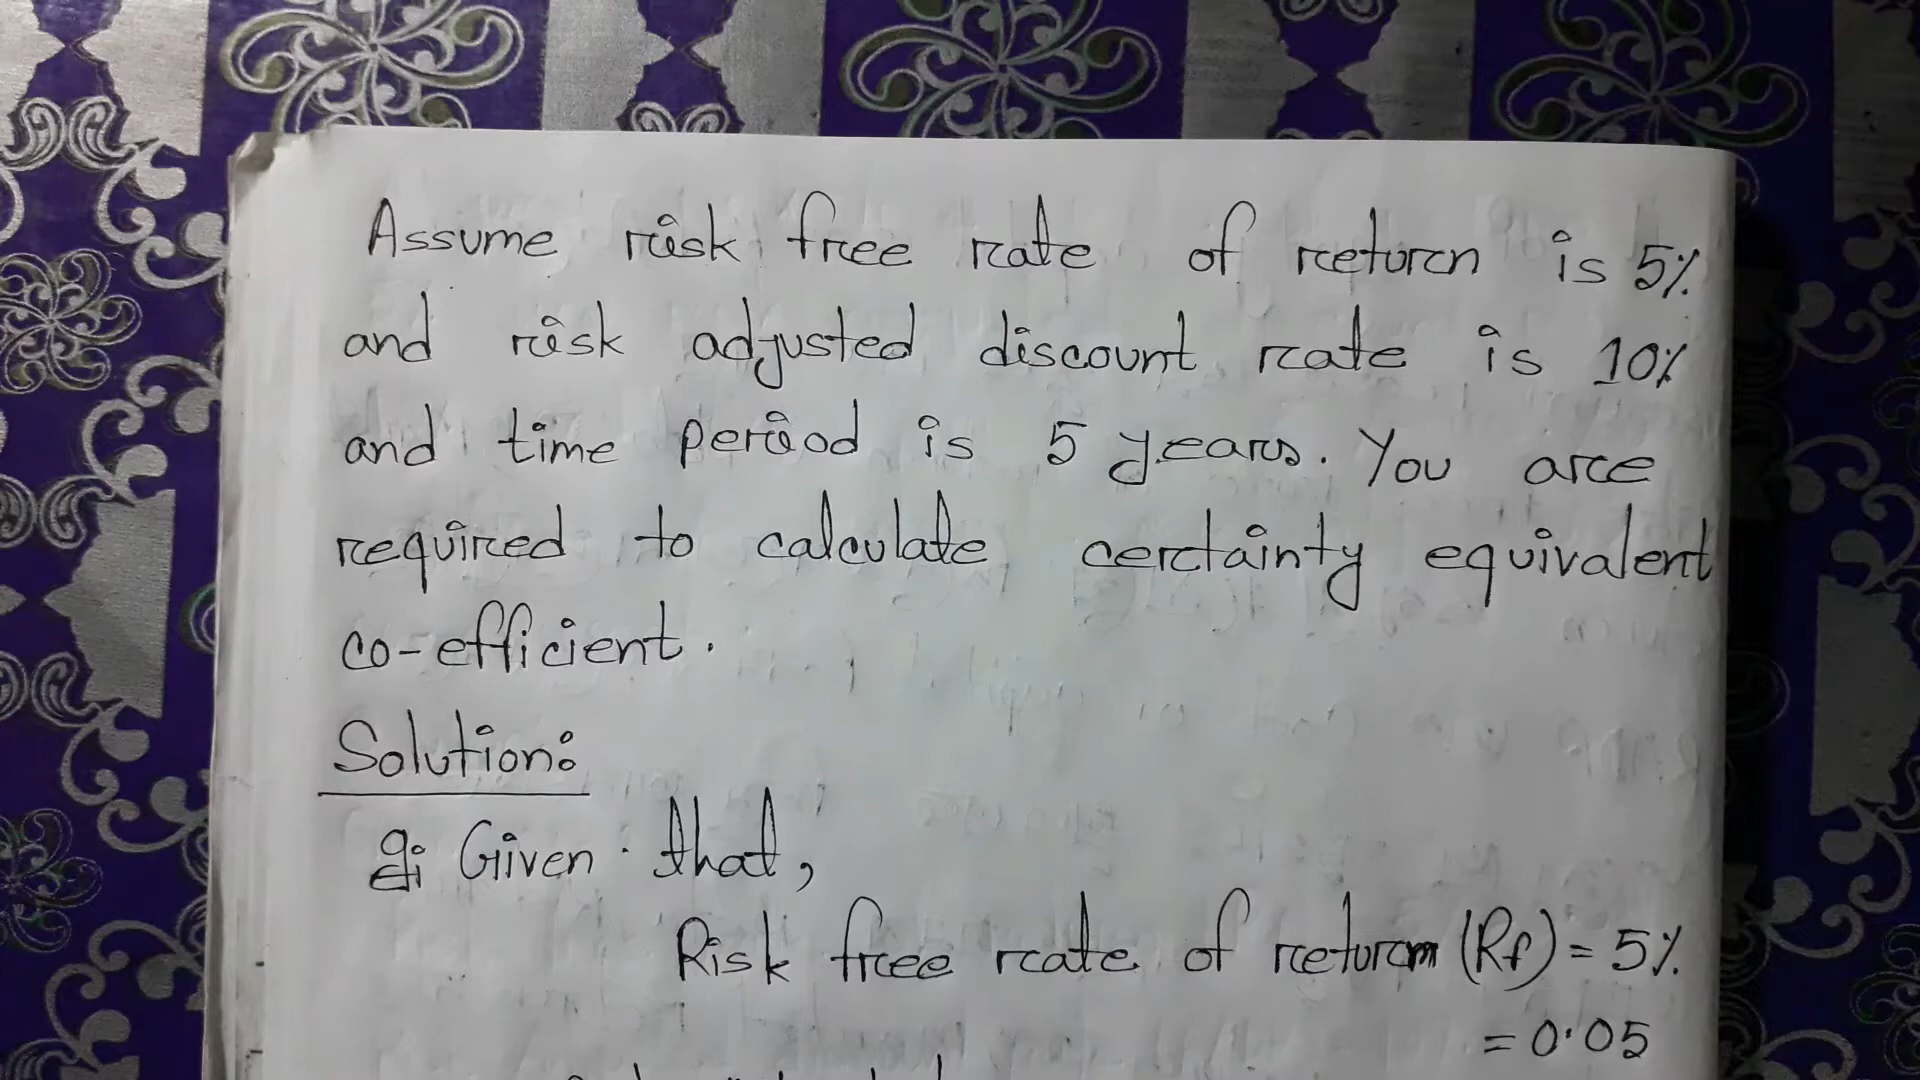 Assume risk free rate of return is 5%
and risk adjusted discount rate is 10%
and time period is 5 years. You are
required to calculate certainty equivalent
co-efficient.
Solution:
Given that,
Risk free rate of return (Rf) = 5%
= 0.05